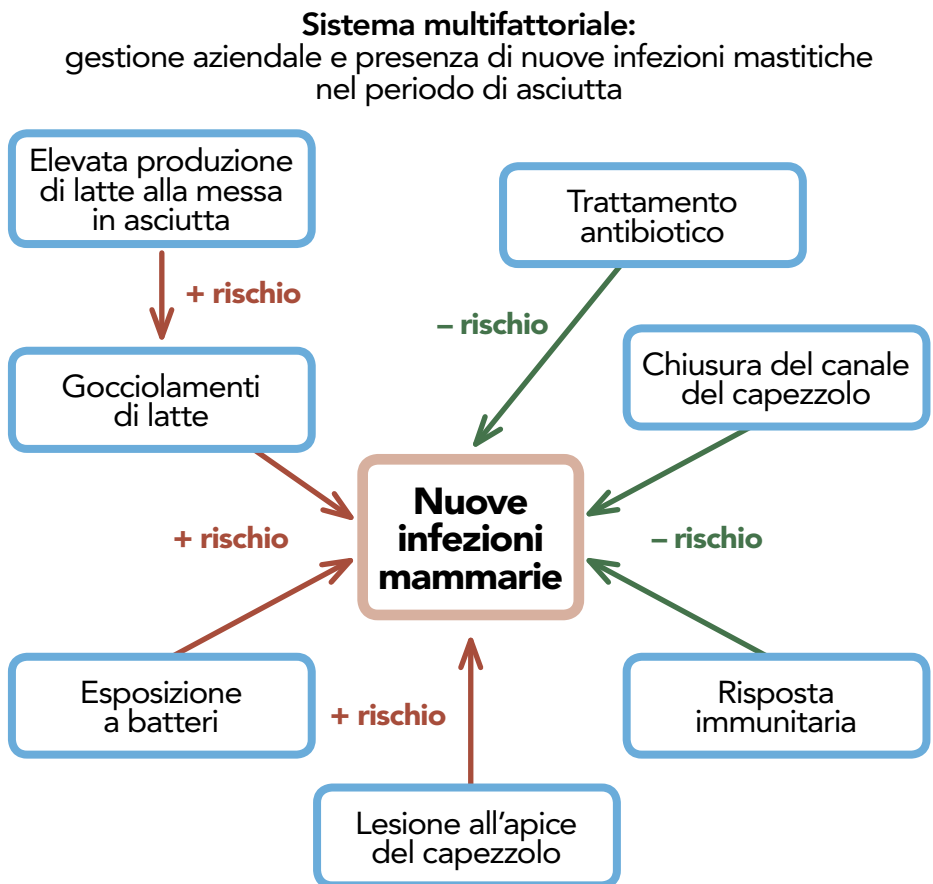 Sistema multifattoriale:
gestione aziendale e presenza di nuove infezioni mastitiche
nel periodo di asciutta
Elevata produzione
di latte alla messa
in asciutta
Trattamento
antibiotico
+ rischio
– rischio
Gocciolamenti
di latte
Chiusura del canale
del capezzolo
Nuove
infezioni
mammarie
+ rischio
– rischio
Esposizione
a batteri
+ rischio
Risposta
immunitaria
Lesione all'apice
del capezzolo